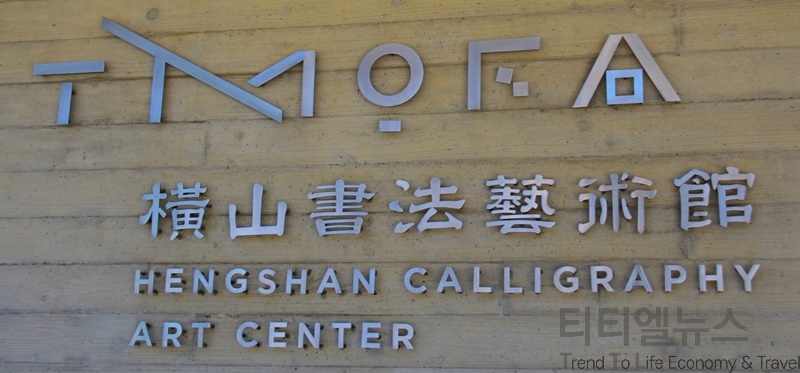 TMOFA
橫山書法藝術館
HENGSHAN CALLIGRAPHY
ART CENTER
티티엘뉴스
Trend To Life Economy & Travel